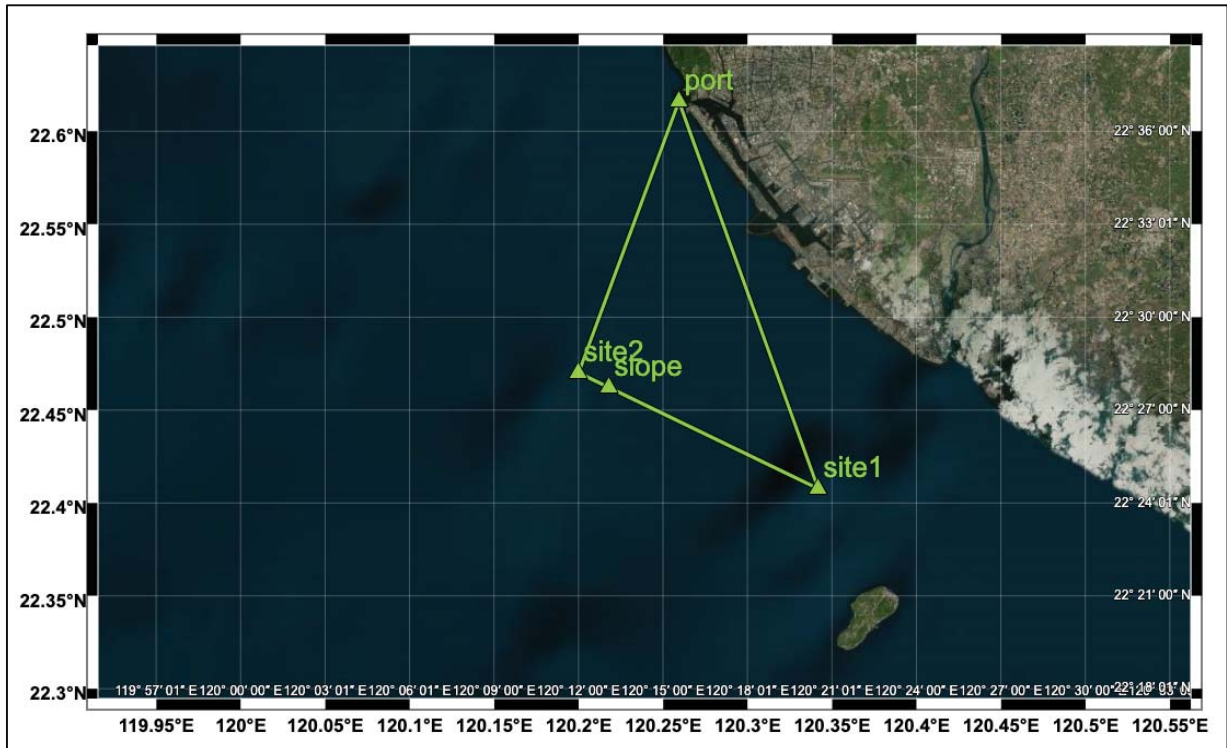 port
22.6°N
22° 36′ 00″ N
22.55°N
22° 33′ 01″ N
22.5°N
22° 30′ 00″ N
site2
slope
22.45°N
22° 27′ 00″ N
site1
22.4°N
22° 24′ 01″ N
22.35°N
22° 21′ 00″ N
22.3°N
119° 57′ 01″ E 120° 00′ 00″ E 120° 03′ 01″ E 120° 06′ 01″ E 120° 09′ 00″ E 120° 12′ 00″ E 120° 15′ 00″ E 120° 18′ 01″ E 120° 21′ 01″ E 120° 24′ 00″ E 120° 27′ 00″ E 120° 30′ 00″ E
22° 18′ 01″ N
119.95°E 120°E 120.05°E 120.1°E 120.15°E 120.2°E 120.25°E 120.3°E 120.35°E 120.4°E 120.45°E 120.5°E 120.55°E